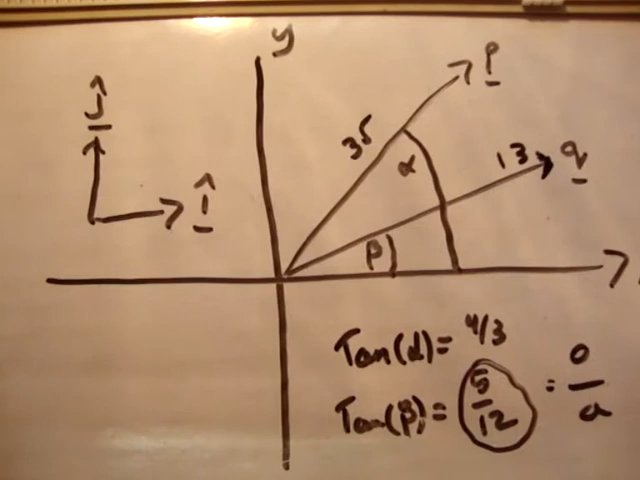 y
p
ĵ
35
α
13
q
î
β
Tan(α) = 4/3
Tan(β) = 5/12 = o/a